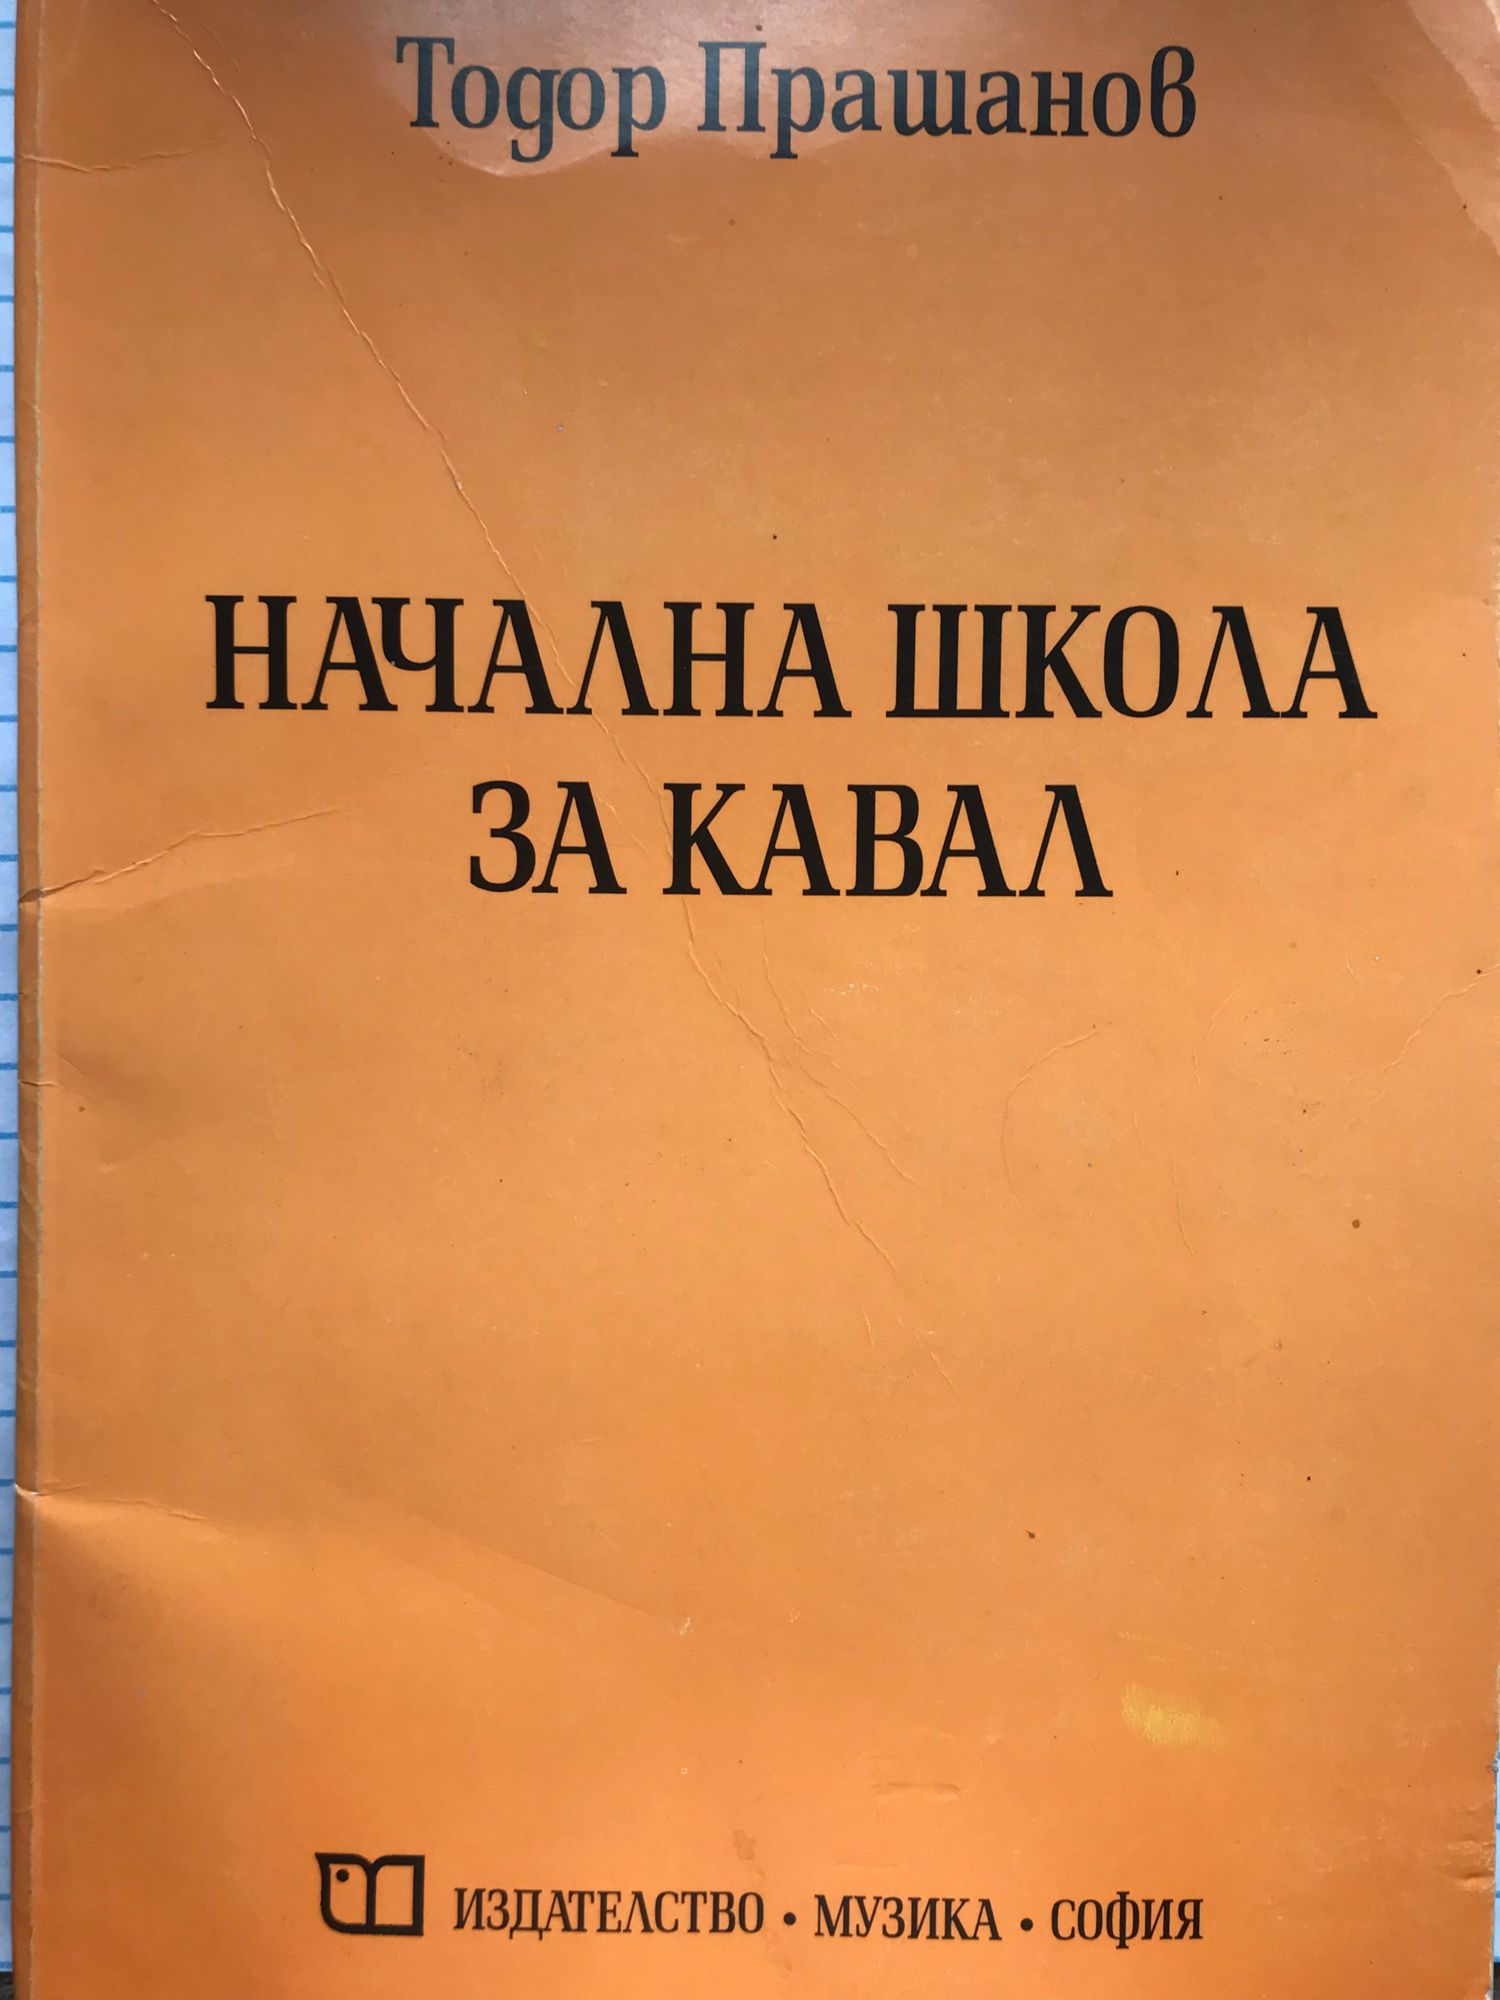 Тодор Прашанов
НАЧАЛНА ШКОЛА
ЗА КАВАЛ
ИЗДАТЕЛСТВО • МУЗИКА • СОФИЯ